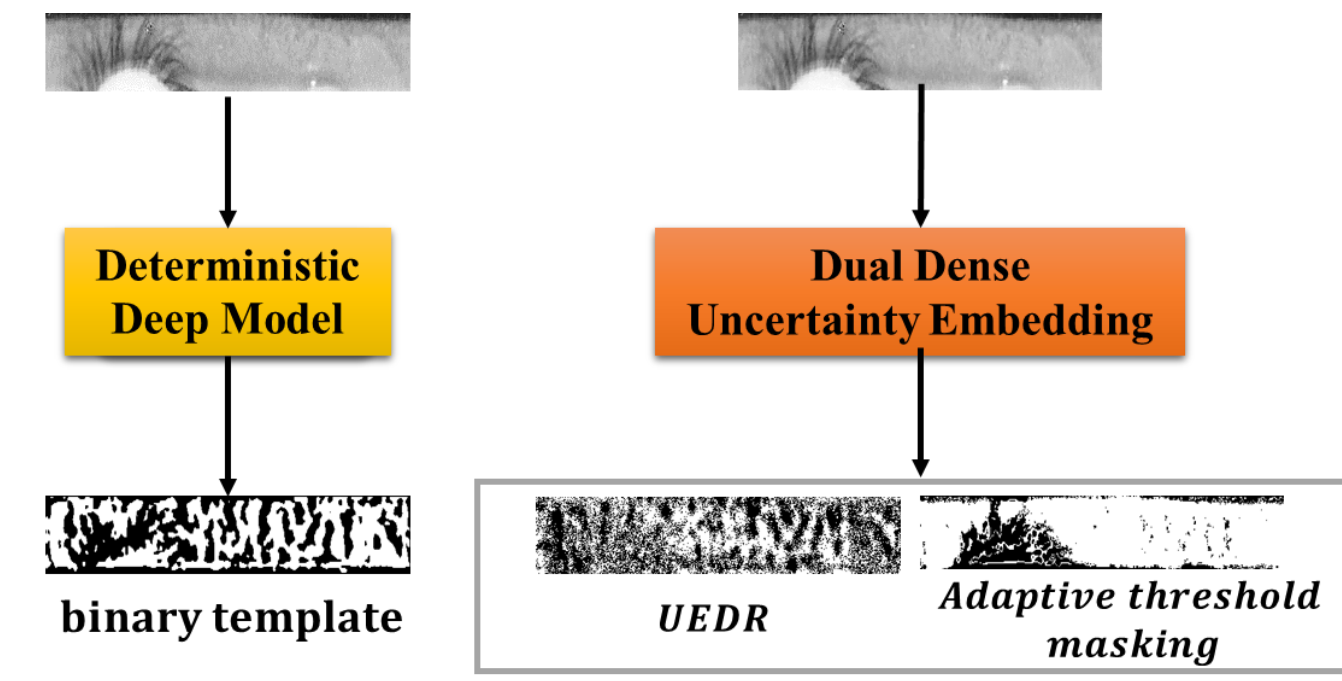 Deterministic
Deep Model
binary template
Dual Dense
Uncertainty Embedding
UEDR
Adaptive threshold
masking